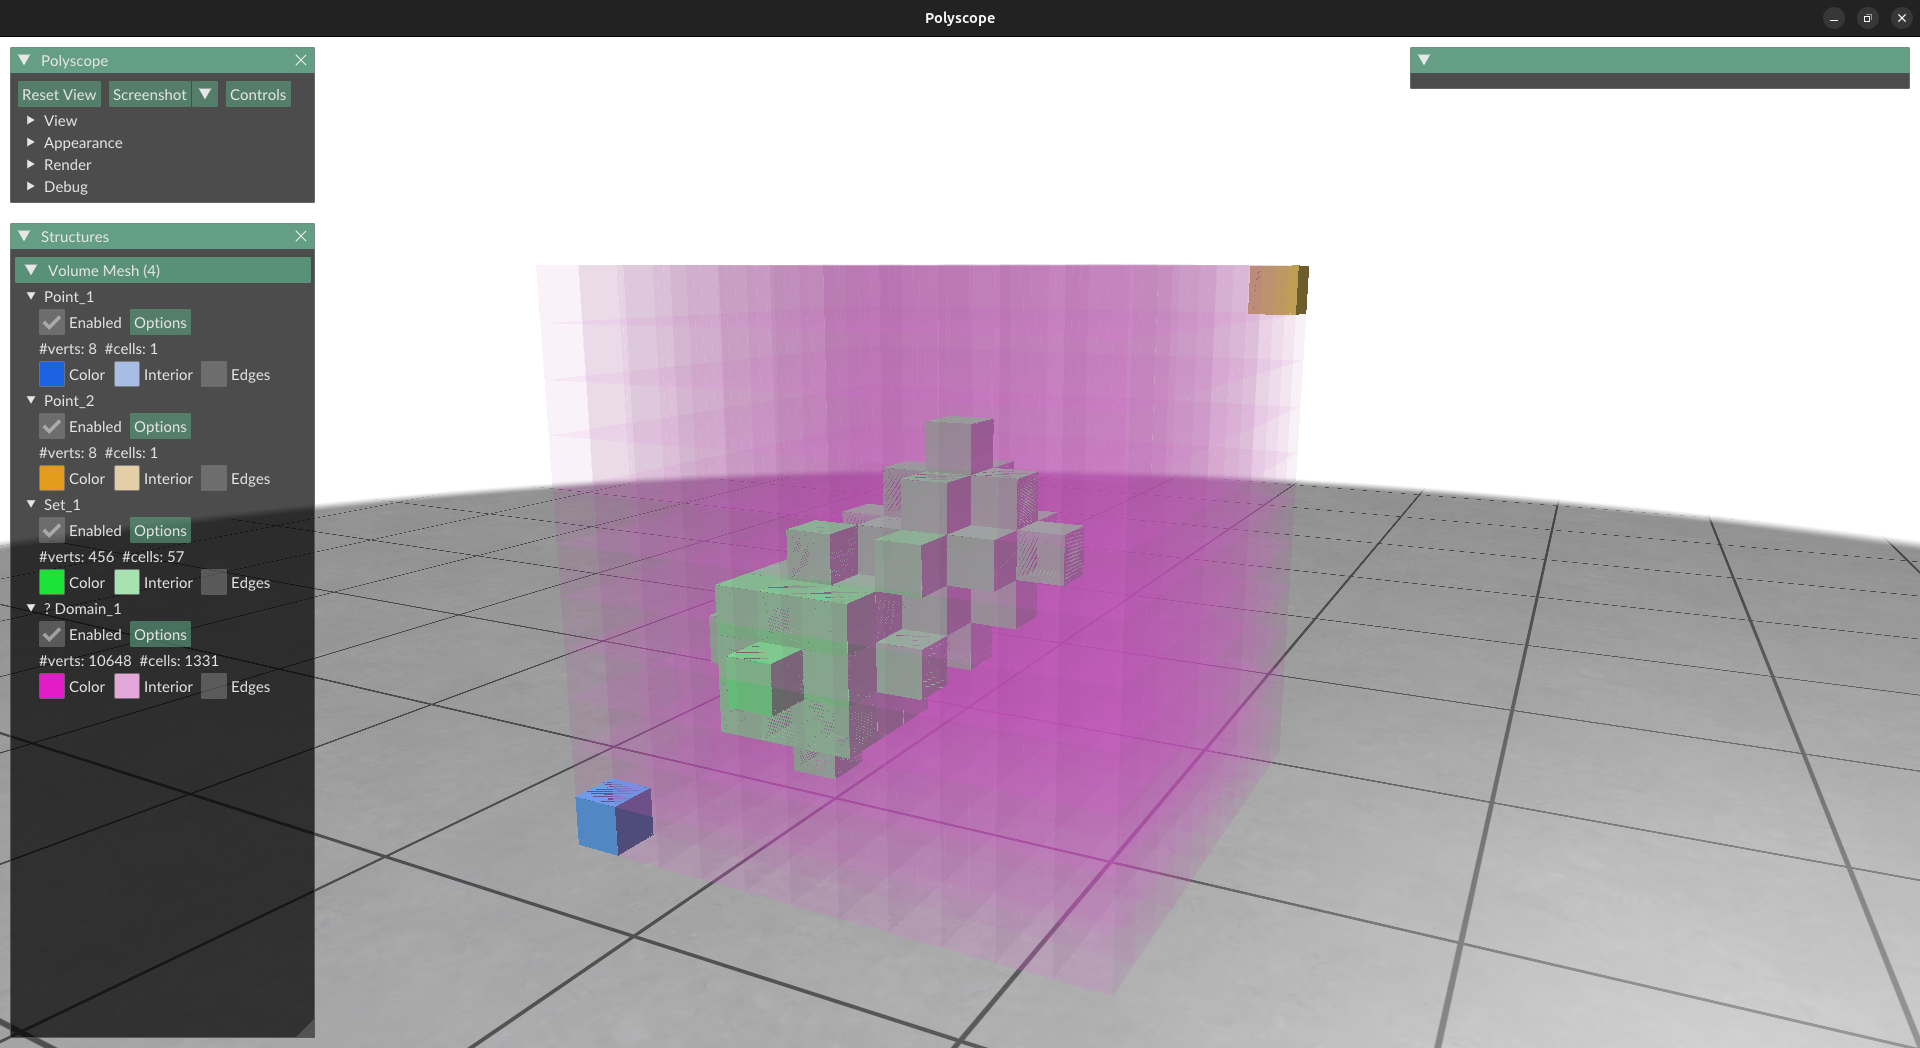 Polyscope
Polyscope
Reset View Screenshot Controls
View
Appearance
Render
Debug
Structures
Volume Mesh (4)
Point_1
Enabled Options
#verts: 8 #cells: 1
Color Interior Edges
Point_2
Enabled Options
#verts: 8 #cells: 1
Color Interior Edges
Set_1
Enabled Options
#verts: 456 #cells: 57
Color Interior Edges
? Domain_1
Enabled Options
#verts: 10648 #cells: 1331
Color Interior Edges